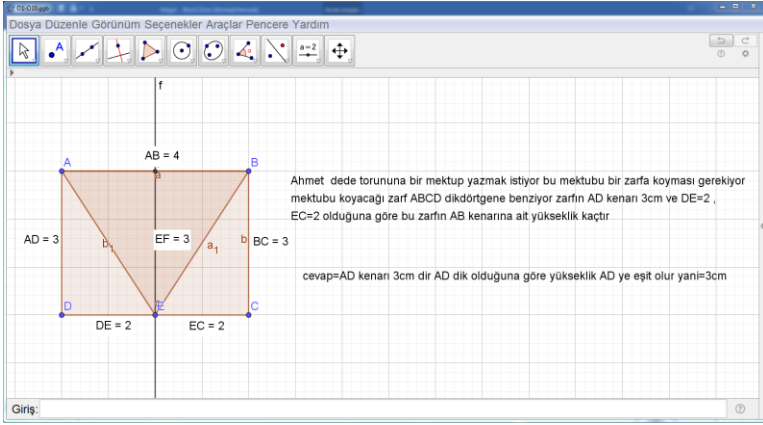 O1-O10.ggb
Dosya Düzenle Görünüm Seçenekler Araçlar Pencere Yardım
A
a=2
f
AB = 4
A
B
a
Ahmet dede torununa bir mektup yazmak istiyor bu mektubu bir zarfa koyması gerekiyor
mektubu koyacağı zarf ABCD dikdörtgene benziyor zarfın AD kenarı 3cm ve DE=2 ,
EC=2 olduğuna göre bu zarfın AB kenarına ait yükseklik kaçtır
AD = 3
b1
EF = 3
a1
b
BC = 3
cevap=AD kenarı 3cm dir AD dik olduğuna göre yükseklik AD ye eşit olur yani=3cm
D
E
C
DE = 2
EC = 2
Giriş: